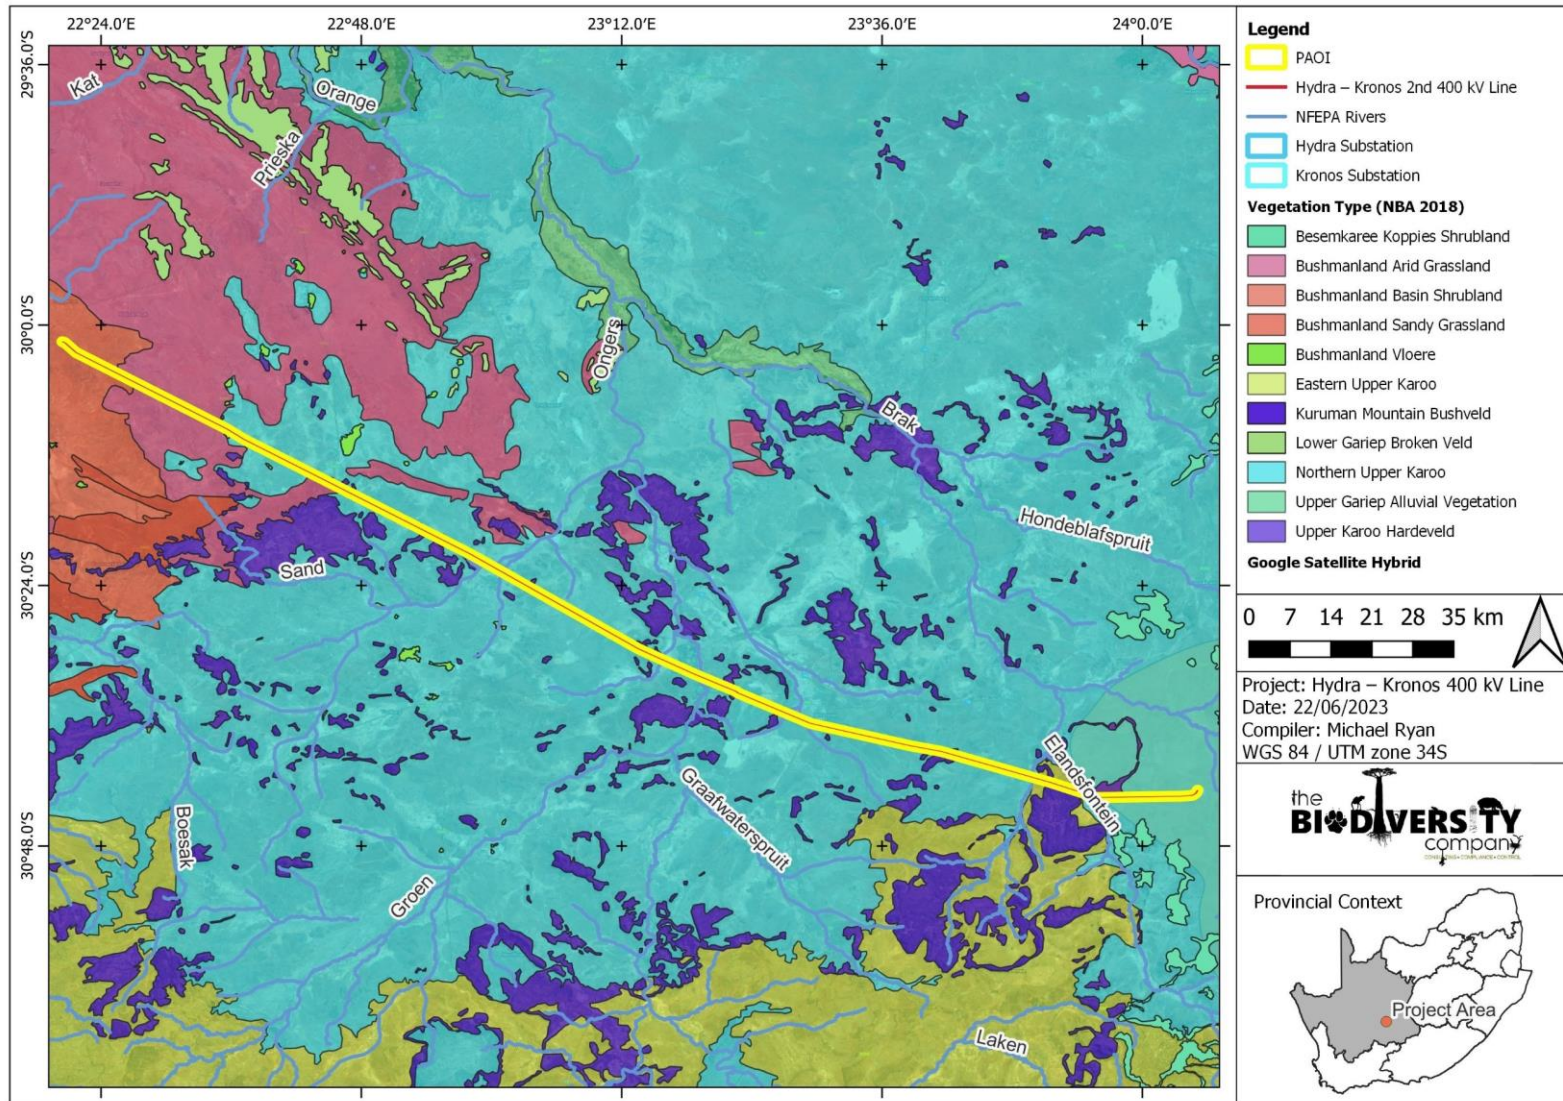 22°24.0'E
22°48.0'E
23°12.0'E
23°36.0'E
24°0.0'E
29°36.0'S
30°0.0'S
30°24.0'S
30°48.0'S
Kat
Orange
Prieska
Ongers
Brak
Hondeblafspruit
Sand
Elandsfontein
Graafwaterspruit
Boesak
Groen
Laken
Legend
PAOI
Hydra – Kronos 2nd 400 kV Line
NFEPA Rivers
Hydra Substation
Kronos Substation
Vegetation Type (NBA 2018)
Besemkaree Koppies Shrubland
Bushmanland Arid Grassland
Bushmanland Basin Shrubland
Bushmanland Sandy Grassland
Bushmanland Vloere
Eastern Upper Karoo
Kuruman Mountain Bushveld
Lower Gariep Broken Veld
Northern Upper Karoo
Upper Gariep Alluvial Vegetation
Upper Karoo Hardeveld
Google Satellite Hybrid
0 7 14 21 28 35 km
Project: Hydra – Kronos 400 kV Line
Date: 22/06/2023
Compiler: Michael Ryan
WGS 84 / UTM zone 34S
the
BIODIVERSITY
company
CONSULTING • COMPLIANCE • CONTROL
Provincial Context
Project Area